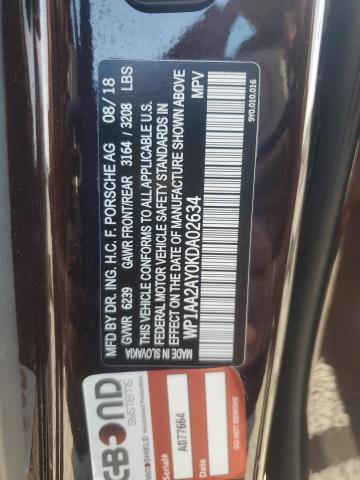 MFD BY DR. ING. H.C. F. PORSCHE AG 08/18
GVWR 6239 GAWR FRONT/REAR 3164 / 3208 LBS
THIS VEHICLE CONFORMS TO ALL APPLICABLE U.S.
FEDERAL MOTOR VEHICLE SAFETY STANDARDS IN
EFFECT ON THE DATE OF MANUFACTURE SHOWN ABOVE
WP1AA2AY0KDA02634 MPV
MADE IN SLOVAKIA
9Y0.010.016
BOND
SYSTEMS
SHIELD
Serial#
A077664
Date
DO NOT REMOVE